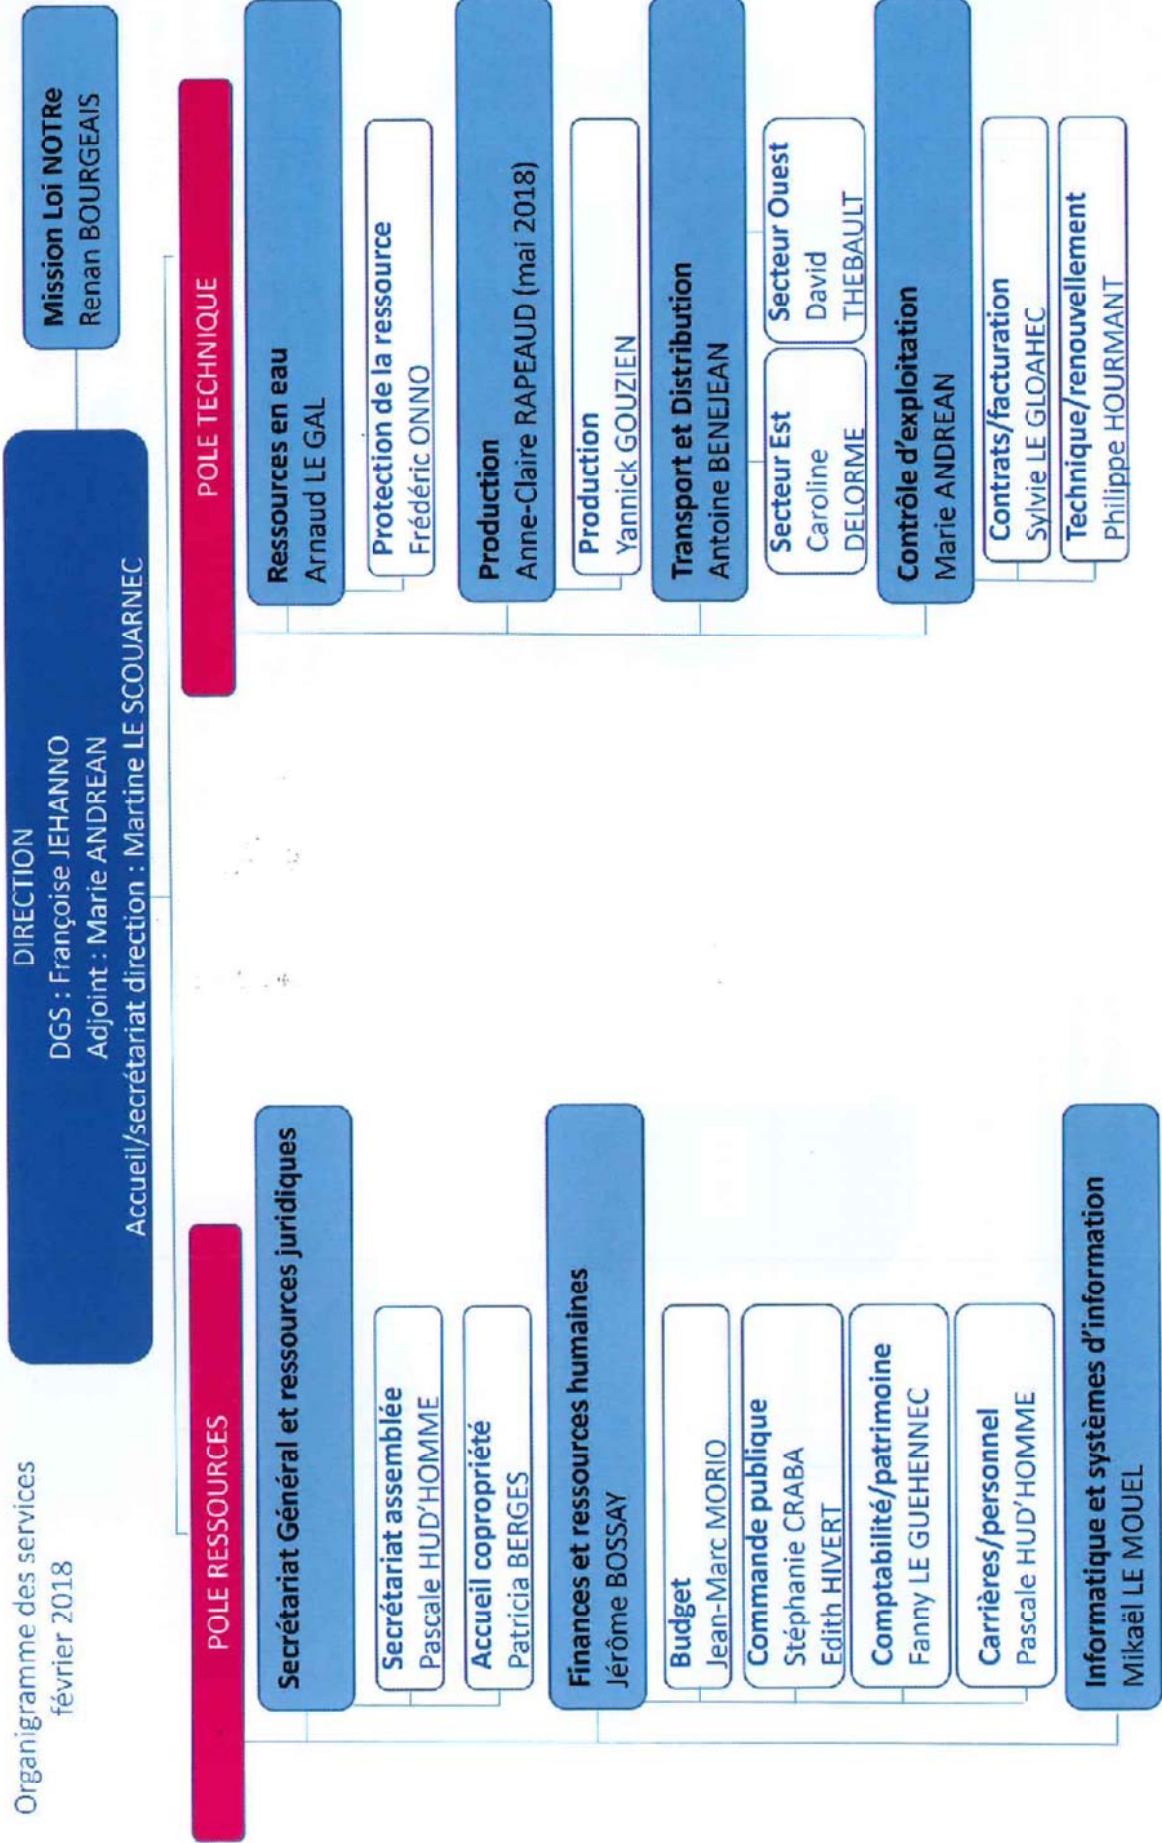 Organigramme des services
février 2018
DIRECTION
DGS : Françoise JEHANNO
Adjoint : Marie ANDREAN
Accueil/secrétariat direction : Martine LE SCOUARNEC
Mission Loi NOTRe
Renan BOURGEAIS
POLE RESSOURCES
Secrétariat Général et ressources juridiques
Secrétariat assemblée
Pascale HUD'HOMME
Accueil copropriété
Patricia BERGES
Finances et ressources humaines
Jérôme BOSSAY
Budget
Jean-Marc MORIO
Commande publique
Stéphanie CRABA
Edith HIVERT
Comptabilité/patrimoine
Fanny LE GUEHENNEC
Carrières/personnel
Pascale HUD'HOMME
Informatique et systèmes d'information
Mikaël LE MOUEL
POLE TECHNIQUE
Ressources en eau
Arnaud LE GAL
Protection de la ressource
Frédéric ONNO
Production
Anne-Claire RAPEAUD (mai 2018)
Production
Yannick GOUZIEN
Transport et Distribution
Antoine BENEJEAN
Secteur Est
Caroline
DELORME
Secteur Ouest
David
THEBAULT
Contrôle d'exploitation
Marie ANDREAN
Contrats/facturation
Sylvie LE GLOAHEC
Technique/renouvellement
Philippe HOURMANT